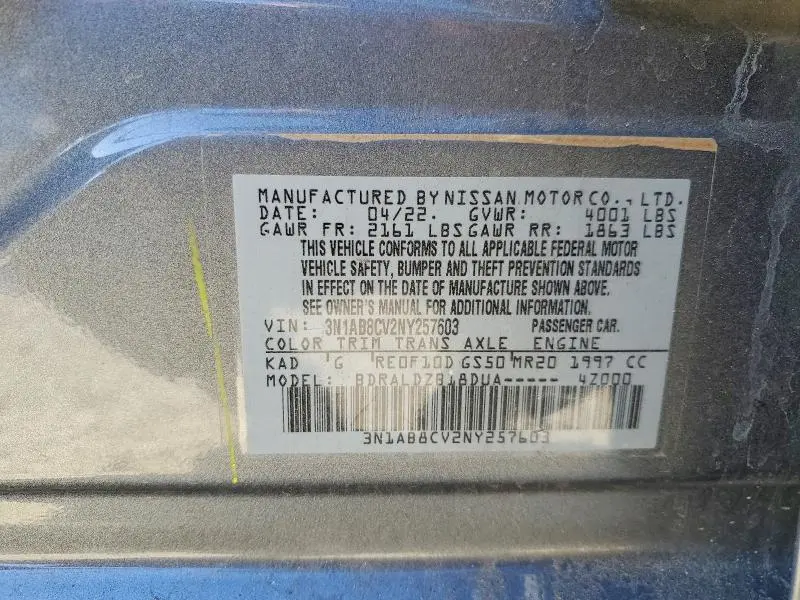 MANUFACTURED BY NISSAN MOTOR CO., LTD.
DATE: 04/22. GVWR: 4001 LBS
GAWR FR: 2161 LBS GAWR RR: 1863 LBS
THIS VEHICLE CONFORMS TO ALL APPLICABLE FEDERAL MOTOR
VEHICLE SAFETY, BUMPER AND THEFT PREVENTION STANDARDS
IN EFFECT ON THE DATE OF MANUFACTURE SHOWN ABOVE.
SEE OWNER'S MANUAL FOR ADDITIONAL INFORMATION.
VIN: 3N1AB8CV2NY257603 PASSENGER CAR.
COLOR TRIM TRANS AXLE ENGINE
KAD G RE0F10D GS50 MR20 1997 CC
MODEL: BDRALDZB18DUA----- 4Z000
3N1AB8CV2NY257603